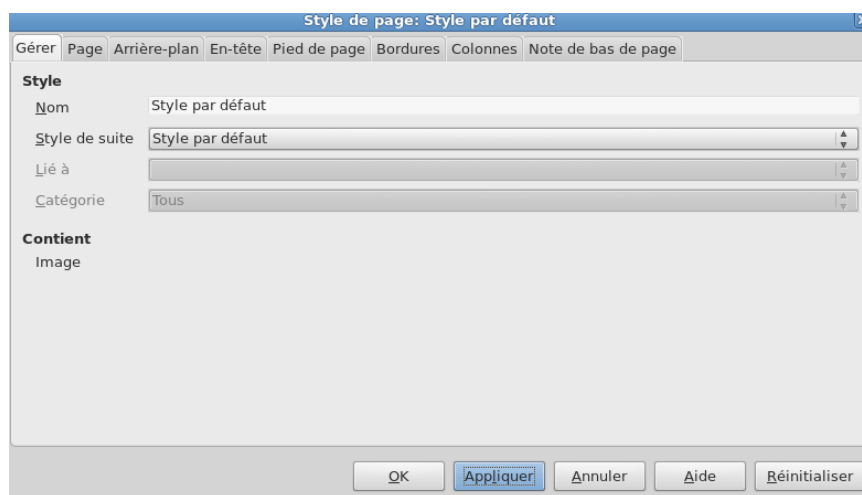 Style de page: Style par défaut
Gérer Page Arrière-plan En-tête Pied de page Bordures Colonnes Note de bas de page
Style
Nom Style par défaut
Style de suite Style par défaut
Lié à
Catégorie Tous
Contient
Image
OK Appliquer Annuler Aide Réinitialiser